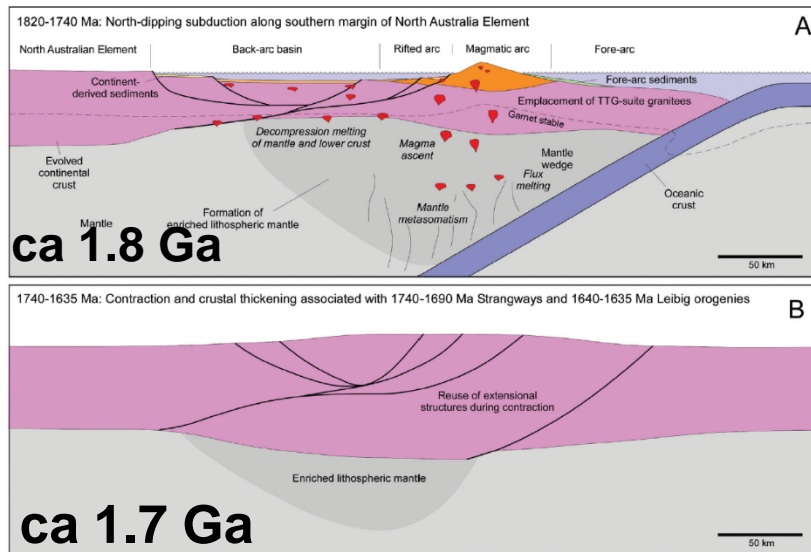 1820-1740 Ma: North-dipping subduction along southern margin of North Australia Element
A
North Australian Element
Back-arc basin
Rifted arc
Magmatic arc
Fore-arc
Continent-
derived sediments
Fore-arc sediments
Emplacement of TTG-suite granitees
Garnet stable
Decompression melting
of mantle and lower crust
Magma
ascent
Mantle
wedge
Evolved
continental
crust
Flux
melting
Oceanic
crust
Formation of
enriched lithospheric mantle
Mantle
metasomatism
Mantle
ca 1.8 Ga
50 km
1740-1635 Ma: Contraction and crustal thickening associated with 1740-1690 Ma Strangways and 1640-1635 Ma Leibig orogenies
B
Reuse of extensional
structures during contraction
Enriched lithospheric mantle
ca 1.7 Ga
50 km